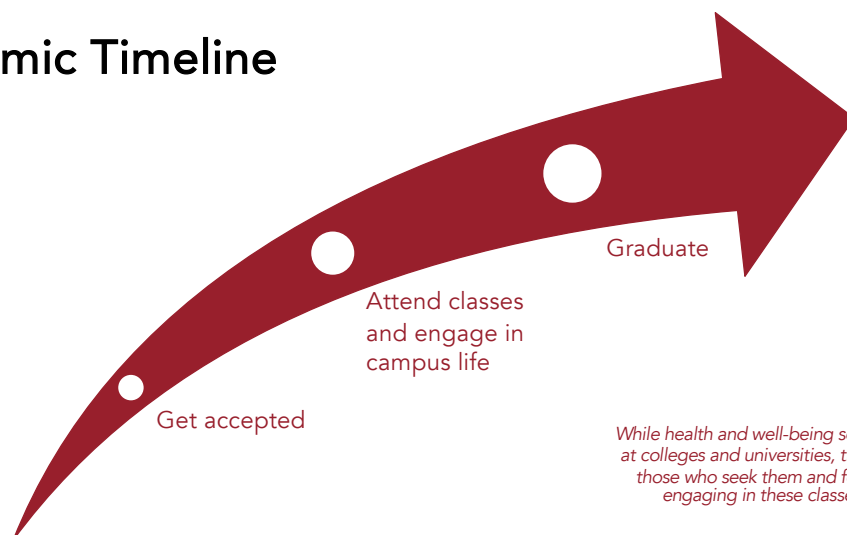 mic Timeline
Graduate
Attend classes
and engage in
campus life
Get accepted
While health and well-being s
at colleges and universities, t
those who seek them and f
engaging in these classe